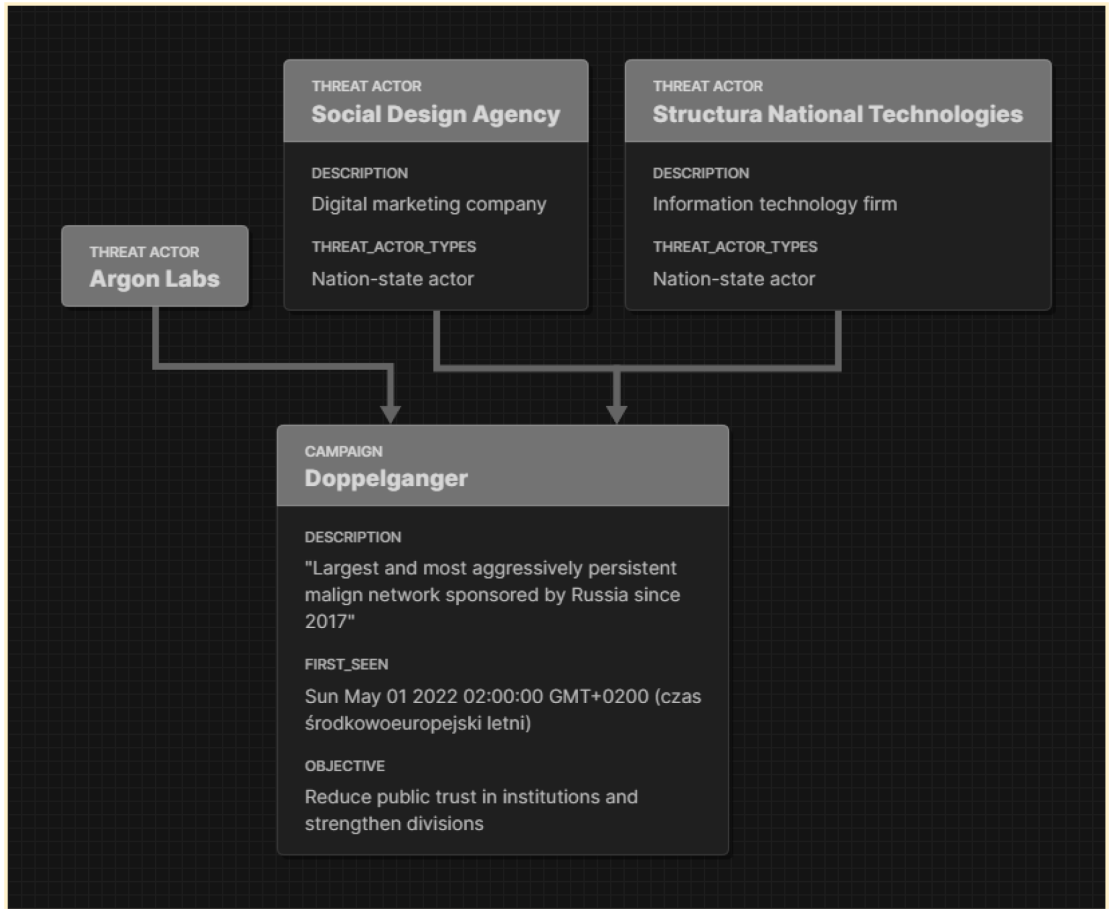 THREAT ACTOR
Social Design Agency
DESCRIPTION
Digital marketing company
THREAT_ACTOR_TYPES
Nation-state actor
THREAT ACTOR
Structura National Technologies
DESCRIPTION
Information technology firm
THREAT_ACTOR_TYPES
Nation-state actor
THREAT ACTOR
Argon Labs
CAMPAIGN
Doppelganger
DESCRIPTION
"Largest and most aggressively persistent
malign network sponsored by Russia since
2017"
FIRST_SEEN
Sun May 01 2022 02:00:00 GMT+0200 (czas
środkowoeuropejski letni)
OBJECTIVE
Reduce public trust in institutions and
strengthen divisions